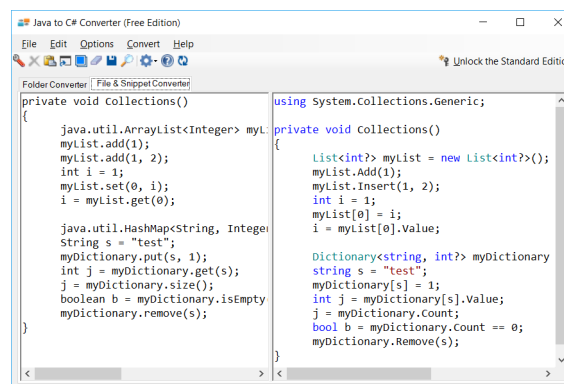 Java to C# Converter (Free Edition)
File Edit Options Convert Help
Unlock the Standard Editio
Folder Converter File & Snippet Converter
private void Collections()
{
java.util.ArrayList<Integer> myLi
myList.add(1);
myList.add(1, 2);
int i = 1;
myList.set(0, i);
i = myList.get(0);
java.util.HashMap<String, Integer
String s = "test";
myDictionary.put(s, 1);
int j = myDictionary.get(s);
j = myDictionary.size();
boolean b = myDictionary.isEmpty
myDictionary.remove(s);
}
using System.Collections.Generic;
private void Collections()
{
List<int?> myList = new List<int?>();
myList.Add(1);
myList.Insert(1, 2);
int i = 1;
myList[0] = i;
i = myList[0].Value;
Dictionary<string, int?> myDictionary
string s = "test";
myDictionary[s] = 1;
int j = myDictionary[s].Value;
j = myDictionary.Count;
bool b = myDictionary.Count == 0;
myDictionary.Remove(s);
}